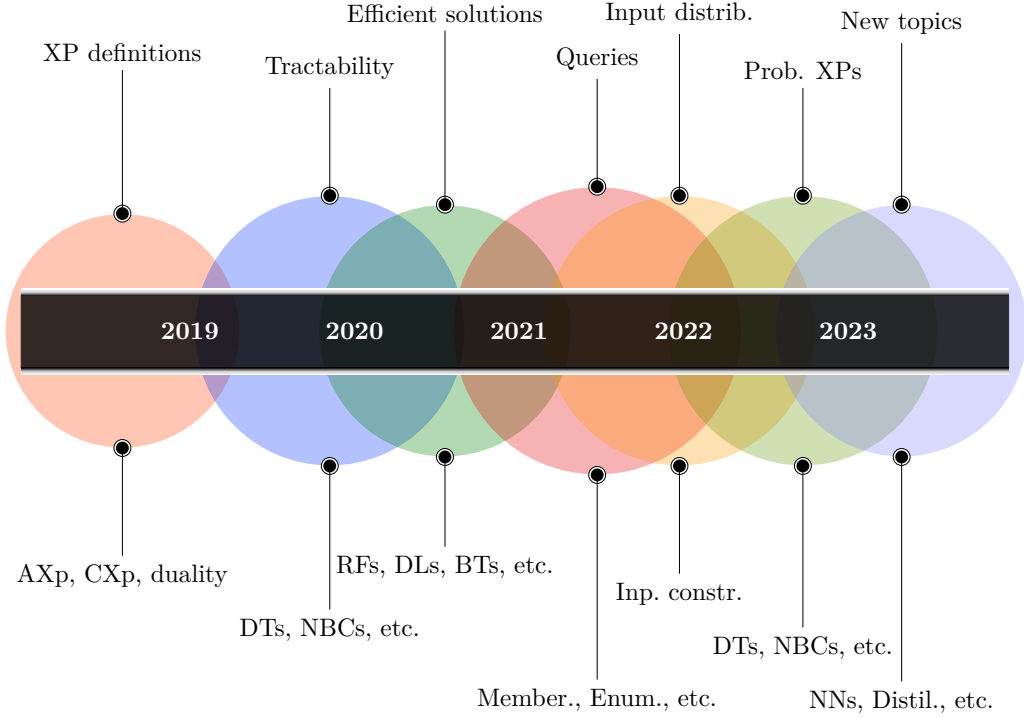 XP definitions
Tractability
Efficient solutions
Queries
Input distrib.
Prob. XPs
New topics
2019
2020
2021
2022
2023
AXp, CXp, duality
DTs, NBCs, etc.
RFs, DLs, BTs, etc.
Member., Enum., etc.
Inp. constr.
DTs, NBCs, etc.
NNs, Distil., etc.